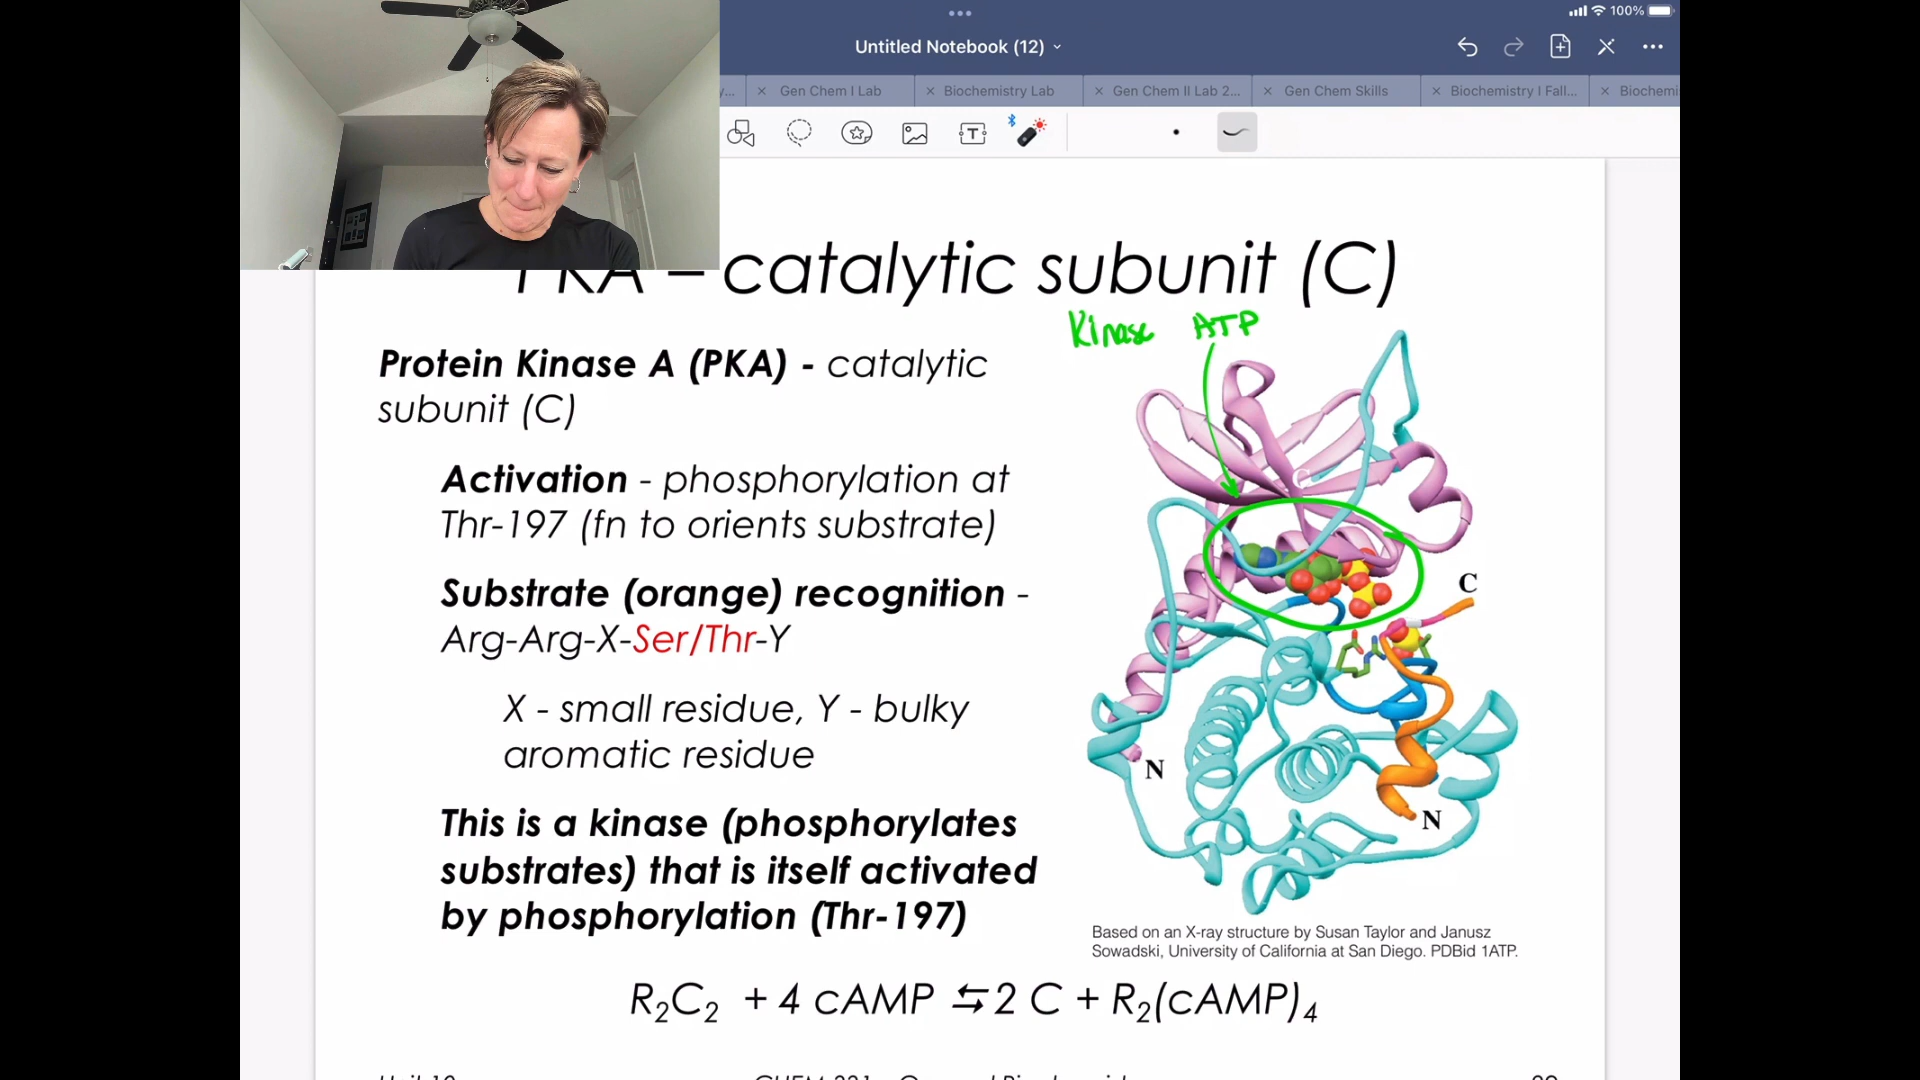 100%
Untitled Notebook (12)
y... × Gen Chem I Lab × Biochemistry Lab × Gen Chem II Lab 2... × Gen Chem Skills × Biochemistry I Fall... × Biochemi
PKA – catalytic subunit (C)
Kinase ATP
Protein Kinase A (PKA) - catalytic
subunit (C)
Activation - phosphorylation at
Thr-197 (fn to orients substrate)
Substrate (orange) recognition -
Arg-Arg-X-Ser/Thr-Y
X - small residue, Y - bulky
aromatic residue
This is a kinase (phosphorylates
substrates) that is itself activated
by phosphorylation (Thr-197)
C
C
N
N
Based on an X-ray structure by Susan Taylor and Janusz
Sowadski, University of California at San Diego. PDBid 1ATP.
R₂C₂ + 4 cAMP ⇆ 2 C + R₂(cAMP)₄